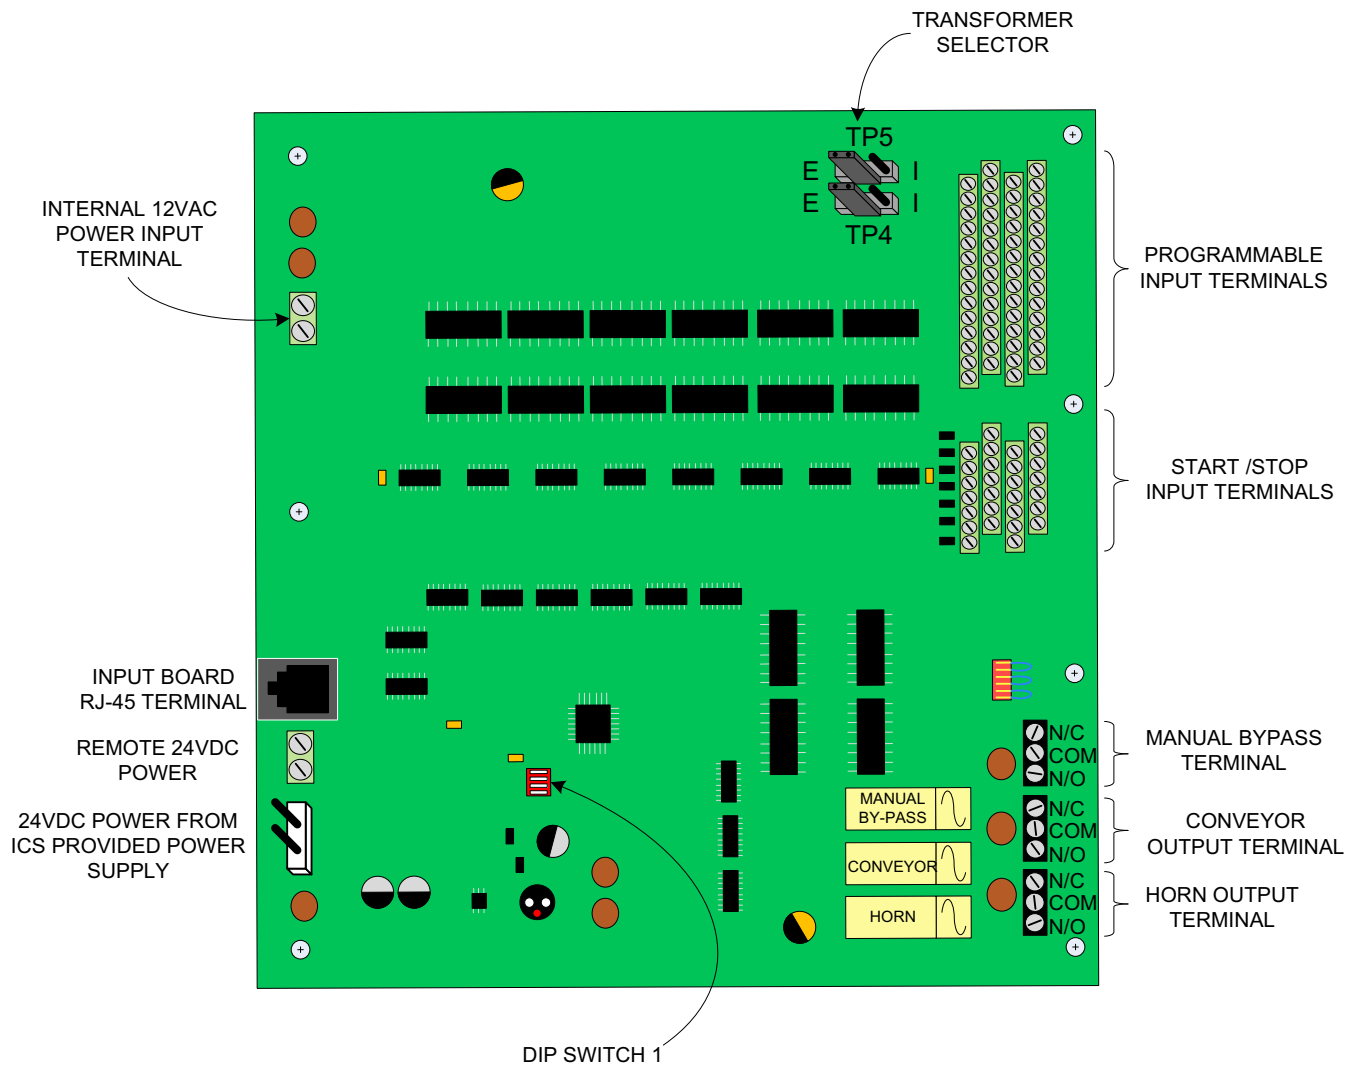 TRANSFORMER
SELECTOR
TP5
E I
E I
TP4
INTERNAL 12VAC
POWER INPUT
TERMINAL
PROGRAMMABLE
INPUT TERMINALS
START /STOP
INPUT TERMINALS
INPUT BOARD
RJ-45 TERMINAL
REMOTE 24VDC
POWER
24VDC POWER FROM
ICS PROVIDED POWER
SUPPLY
N/C
COM
N/O
MANUAL BYPASS
TERMINAL
MANUAL
BY-PASS
N/C
COM
N/O
CONVEYOR
OUTPUT TERMINAL
CONVEYOR
N/C
COM
N/O
HORN OUTPUT
TERMINAL
HORN
DIP SWITCH 1